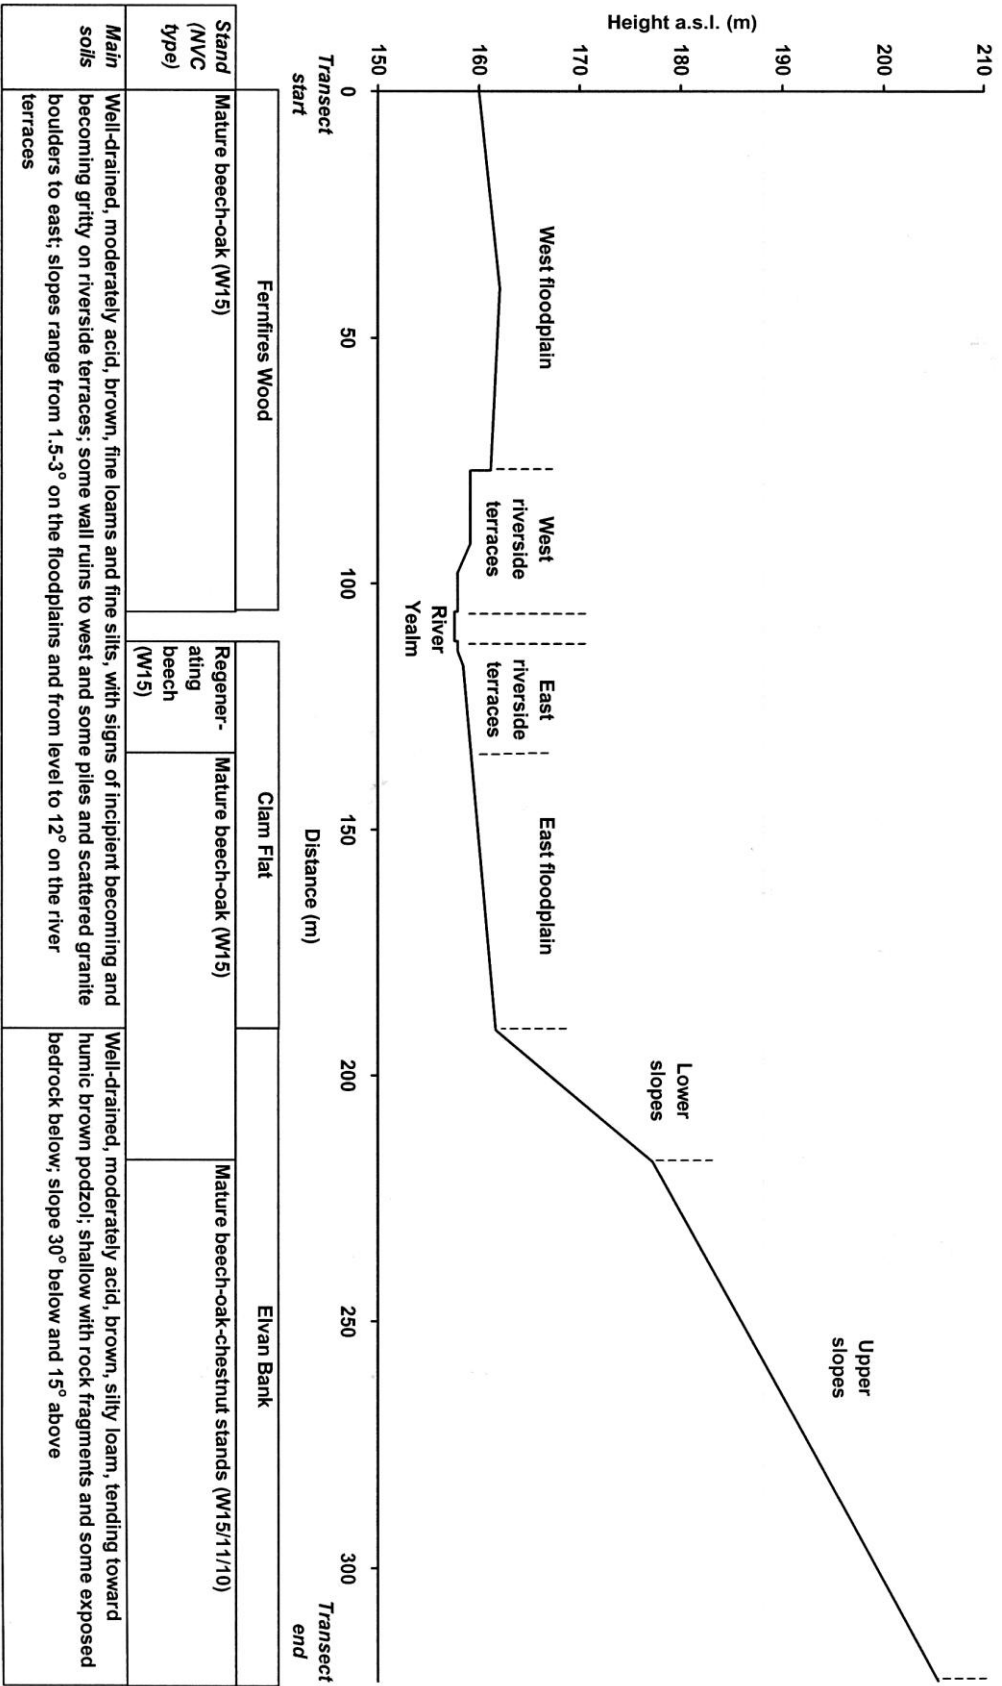 Height a.s.l. (m)
210
200
190
180
170
160
150
West floodplain
West
riverside
terraces
River
Yealm
East
riverside
terraces
East floodplain
Lower
slopes
Upper
slopes
0
50
100
150
200
250
300
Transect
start
Distance (m)
Transect
end
Fernfires Wood
Clam Flat
Elvan Bank
Stand
(NVC
type)
Mature beech-oak (W15)
Regener-
ating
beech
(W15)
Mature beech-oak (W15)
Mature beech-oak-chestnut stands (W15/11/10)
Main
soils
Well-drained, moderately acid, brown, fine loams and fine silts, with signs of incipient becoming and
becoming gritty on riverside terraces; some wall ruins to west and some piles and scattered granite
boulders to east; slopes range from 1.5-3° on the floodplains and from level to 12° on the river
terraces
Well-drained, moderately acid, brown, silty loam, tending toward
humic brown podzol; shallow with rock fragments and some exposed
bedrock below; slope 30° below and 15° above